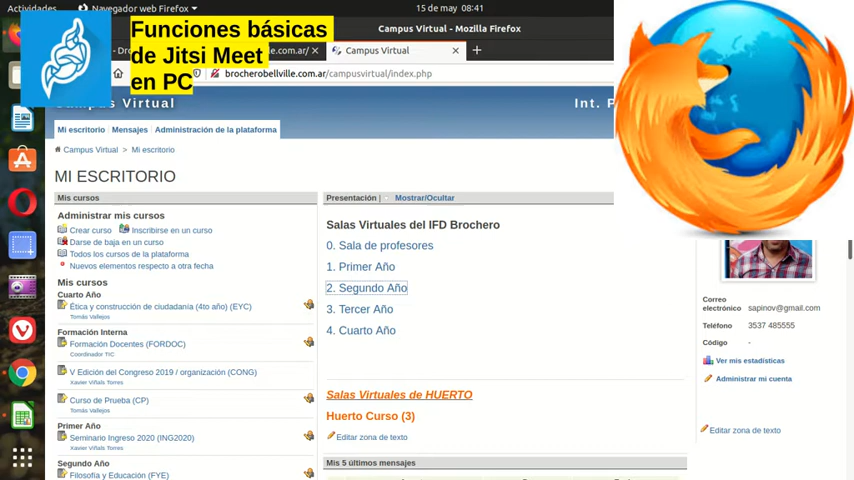 Actividades
Navegador web Firefox
15 de may 08:41
Funciones básicas
de Jitsi Meet
en PC
Campus Virtual - Mozilla Firefox
Campus Virtual
brocherobellville.com.ar/campusvirtual/index.php
Mi escritorio Mensajes Administración de la plataforma
Campus Virtual > Mi escritorio
MI ESCRITORIO
Mis cursos
Administrar mis cursos
Crear curso Inscribirse en un curso
Darse de baja en un curso
Todos los cursos de la plataforma
Nuevos elementos respecto a otra fecha
Mis cursos
Cuarto Año
Ética y construcción de ciudadanía (4to año) (EYC)
Tomás Vallejos
Formación Interna
Formación Docentes (FORDOC)
Coordinador TIC
V Edición del Congreso 2019 / organización (CONG)
Xavier Viñals Torres
Curso de Prueba (CP)
Tomás Vallejos
Primer Año
Seminario Ingreso 2020 (ING2020)
Xavier Viñals Torres
Segundo Año
Filosofía y Educación (FYE)
Presentación | Mostrar/Ocultar
Salas Virtuales del IFD Brochero
0. Sala de profesores
1. Primer Año
2. Segundo Año
3. Tercer Año
4. Cuarto Año
Salas Virtuales de HUERTO
Huerto Curso (3)
Editar zona de texto
Mis 5 últimos mensajes
Correo
electrónico sapinov@gmail.com
Teléfono 3537 485555
Código -
Ver mis estadísticas
Administrar mi cuenta
Editar zona de texto